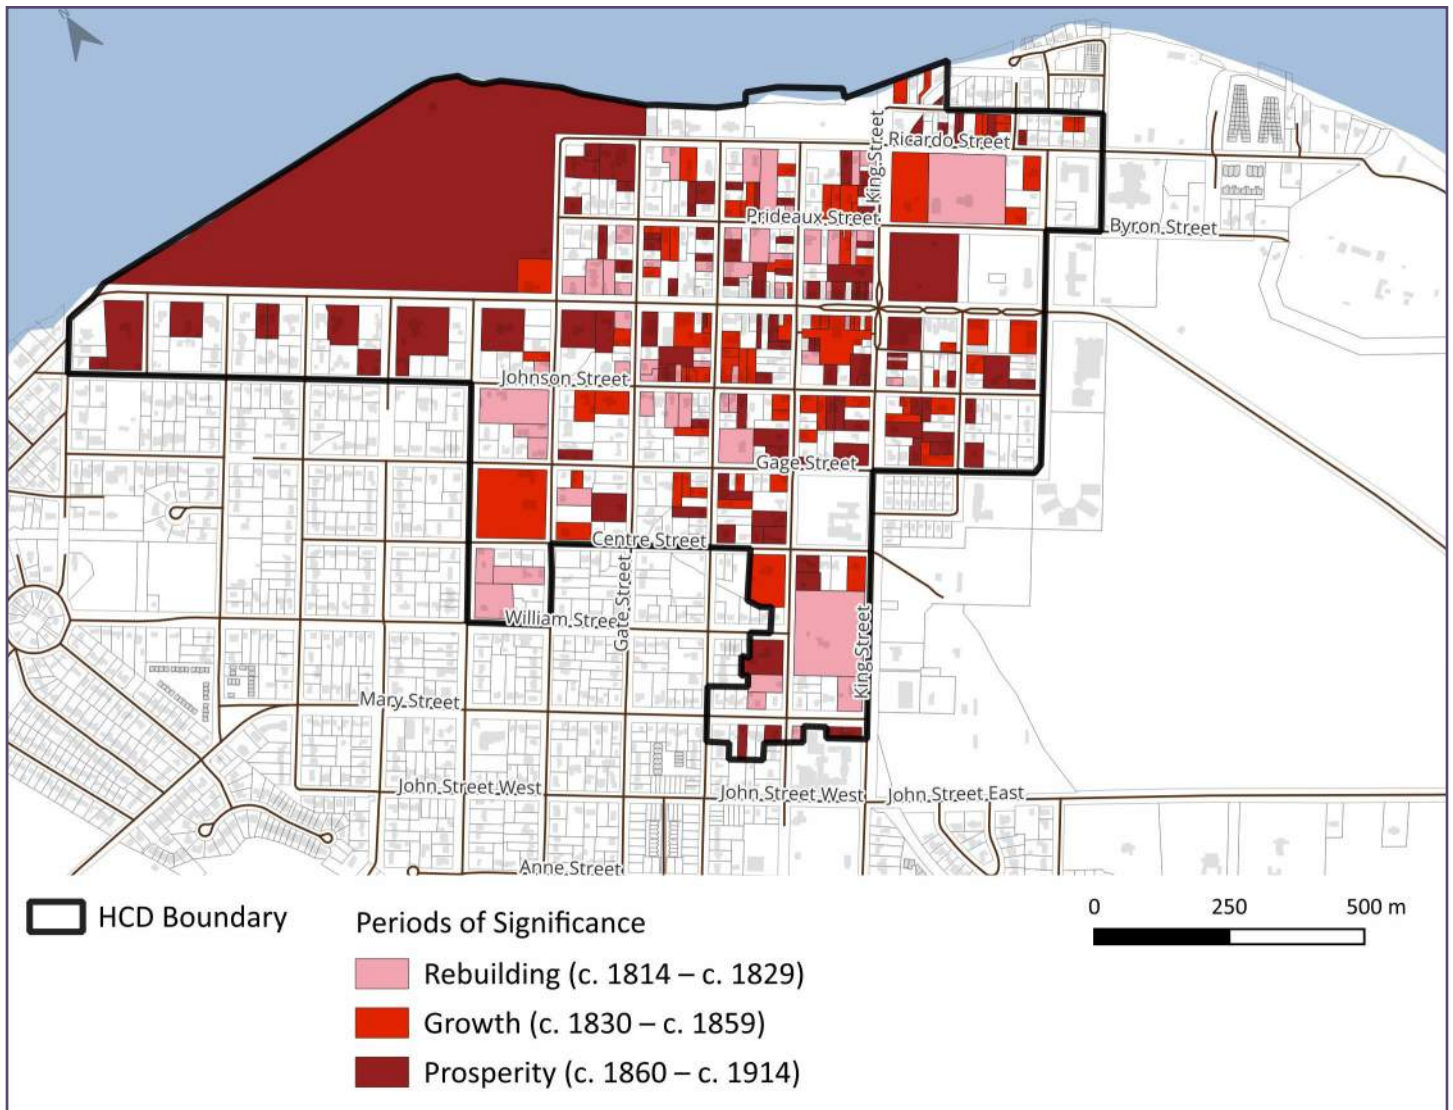 King Street
Ricardo Street
Prideaux Street
Byron Street
Johnson Street
Gage Street
Centre Street
Gate Street
William Stree
King Street
Mary Street
John Street West
John Street West
John Street East
Anne Street
HCD Boundary
Periods of Significance
Rebuilding (c. 1814 – c. 1829)
Growth (c. 1830 – c. 1859)
Prosperity (c. 1860 – c. 1914)
0 250 500 m